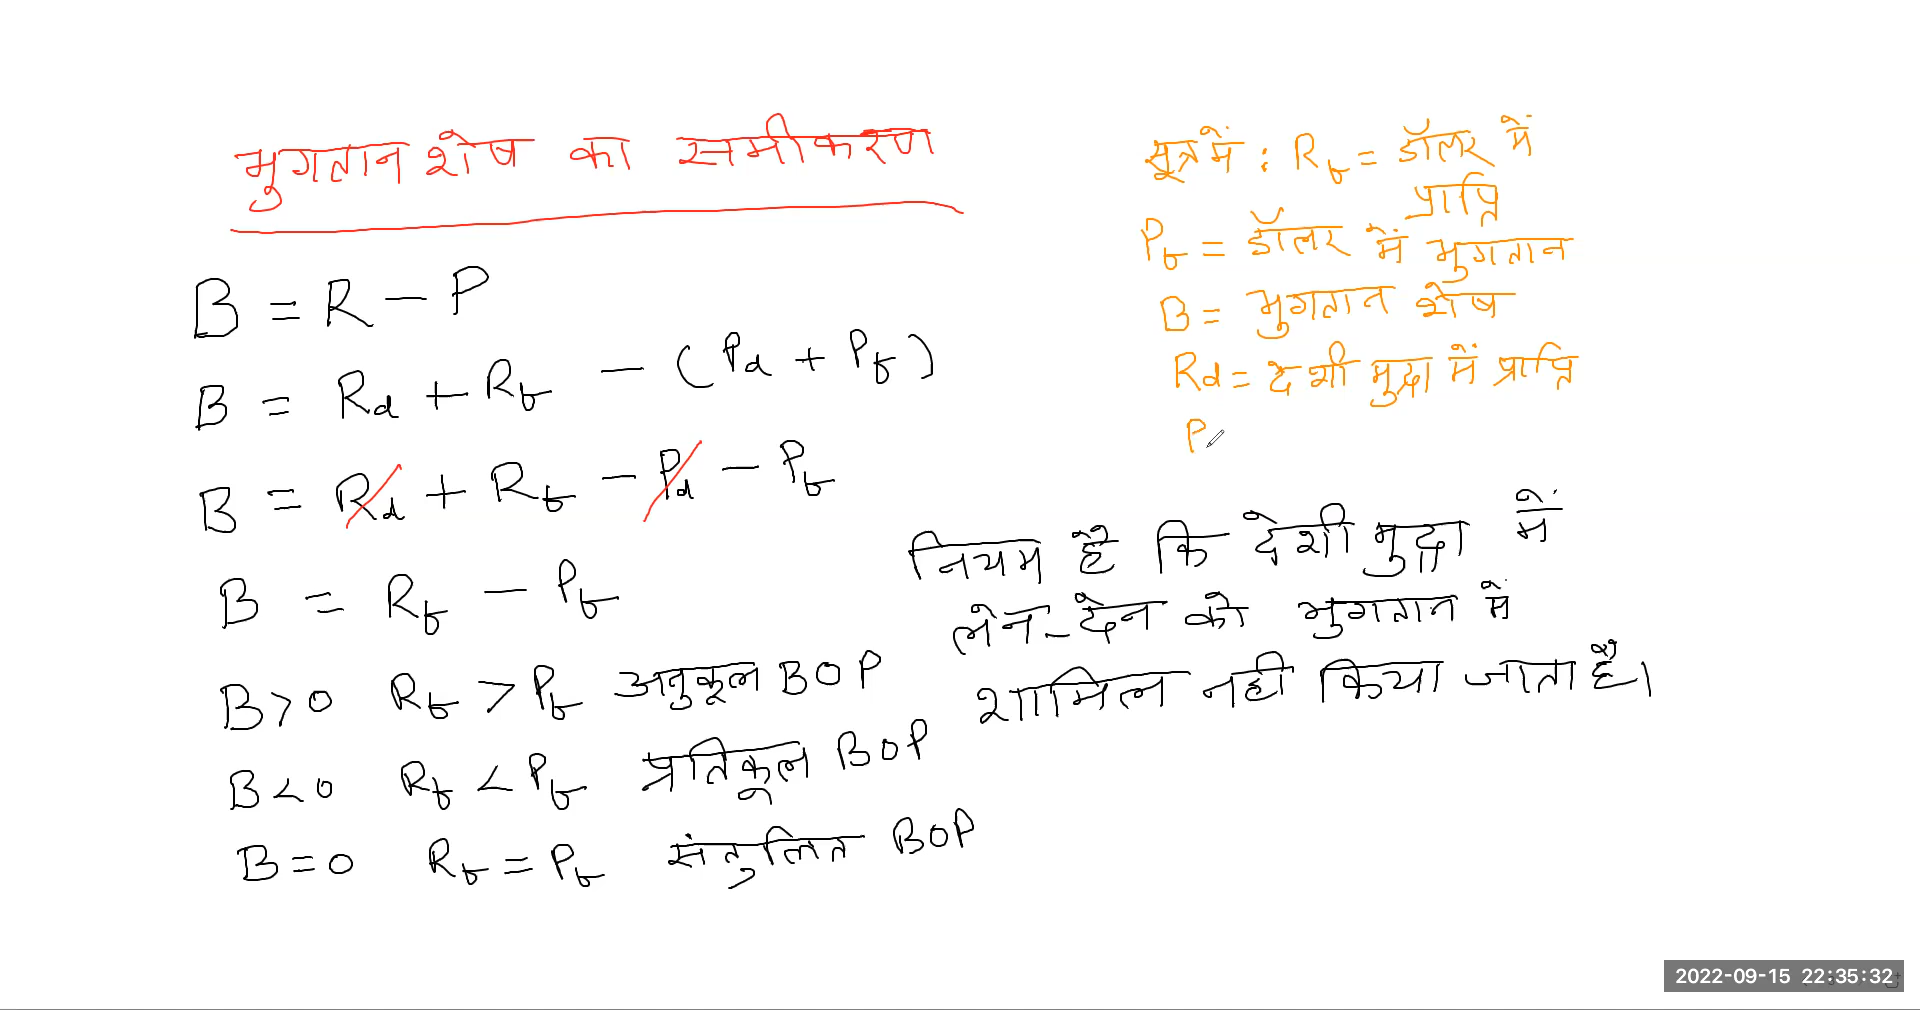 भुगतान शेष का समीकरण
B = R - P
B = Rd + Rf - (Pd + Pf)
B = Rd + Rf - Pd - Pf
B = Rf - Pf
B > 0 Rf > Pf अनुकूल BOP
B < 0 Rf < Pf प्रतिकूल BOP
B = 0 Rf = Pf संतुलित BOP
सूत्र में : Rf = डॉलर में
प्राप्ति
Pf = डॉलर में भुगतान
B = भुगतान शेष
Rd = देशी मुद्रा में प्राप्ति
P
नियम है कि देशी मुद्रा में
लेन-देन को भुगतान में
शामिल नही किया जाता है।
2022-09-15 22:35:32